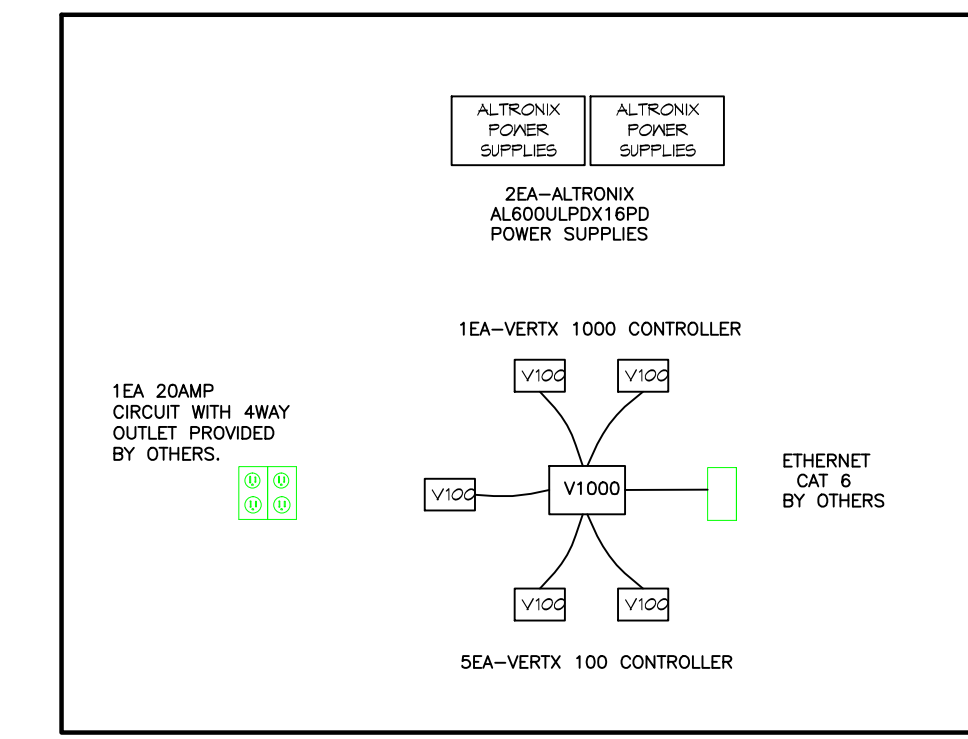 ALTRONIX
POWER
SUPPLIES
ALTRONIX
POWER
SUPPLIES
2EA-ALTRONIX
AL600ULPDX16PD
POWER SUPPLIES
1EA-VERTX 1000 CONTROLLER
V100
V100
1EA 20AMP
CIRCUIT WITH 4WAY
OUTLET PROVIDED
BY OTHERS.
V100
V1000
ETHERNET
CAT 6
BY OTHERS
V100
V100
5EA-VERTX 100 CONTROLLER